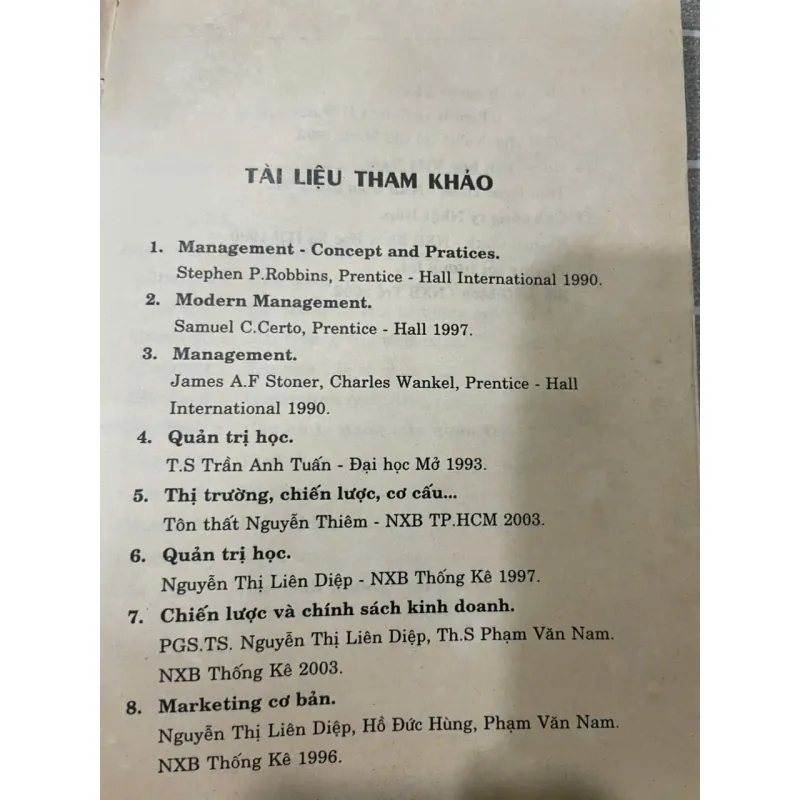 TÀI LIỆU THAM KHẢO
1. Management - Concept and Pratices.
Stephen P.Robbins, Prentice - Hall International 1990.
2. Modern Management.
Samuel C.Certo, Prentice - Hall 1997.
3. Management.
James A.F Stoner, Charles Wankel, Prentice - Hall
International 1990.
4. Quản trị học.
T.S Trần Anh Tuấn - Đại học Mở 1993.
5. Thị trường, chiến lược, cơ cấu...
Tôn thất Nguyễn Thiêm - NXB TP.HCM 2003.
6. Quản trị học.
Nguyễn Thị Liên Diệp - NXB Thống Kê 1997.
7. Chiến lược và chính sách kinh doanh.
PGS.TS. Nguyễn Thị Liên Diệp, Th.S Phạm Văn Nam.
NXB Thống Kê 2003.
8. Marketing cơ bản.
Nguyễn Thị Liên Diệp, Hồ Đức Hùng, Phạm Văn Nam.
NXB Thống Kê 1996.